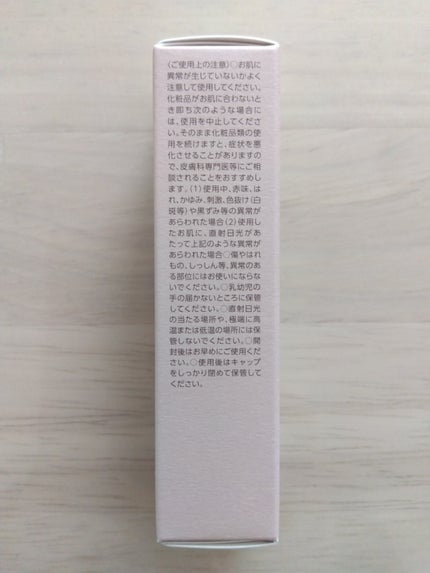 〈ご使用上の注意〉○お肌に
異常が生じていないかよく
注意して使用してください。
化粧品がお肌に合わないと
き即ち次のような場合に
は、使用を中止してくださ
い。そのまま化粧品類の使
用を続けますと、症状を悪
化させることがありますの
で、皮膚科専門医等にご相
談されることをおすすめしま
す。(1)使用中、赤味、は
れ、かゆみ、刺激、色抜け(白
斑等)や黒ずみ等の異常が
あらわれた場合(2)使用し
たお肌に、直射日光があ
たって上記のような異常が
あらわれた場合○傷やはれ
もの、しっしん等、異常のあ
る部位にはお使いにならな
いでください。○乳幼児の
手の届かないところに保管
してください。○直射日光
の当たる場所や、極端に高
温または低温の場所には保
管しないでください。○開
封後はお早めにご使用くだ
さい。○使用後はキャップ
をしっかり閉めて保管して
ください。